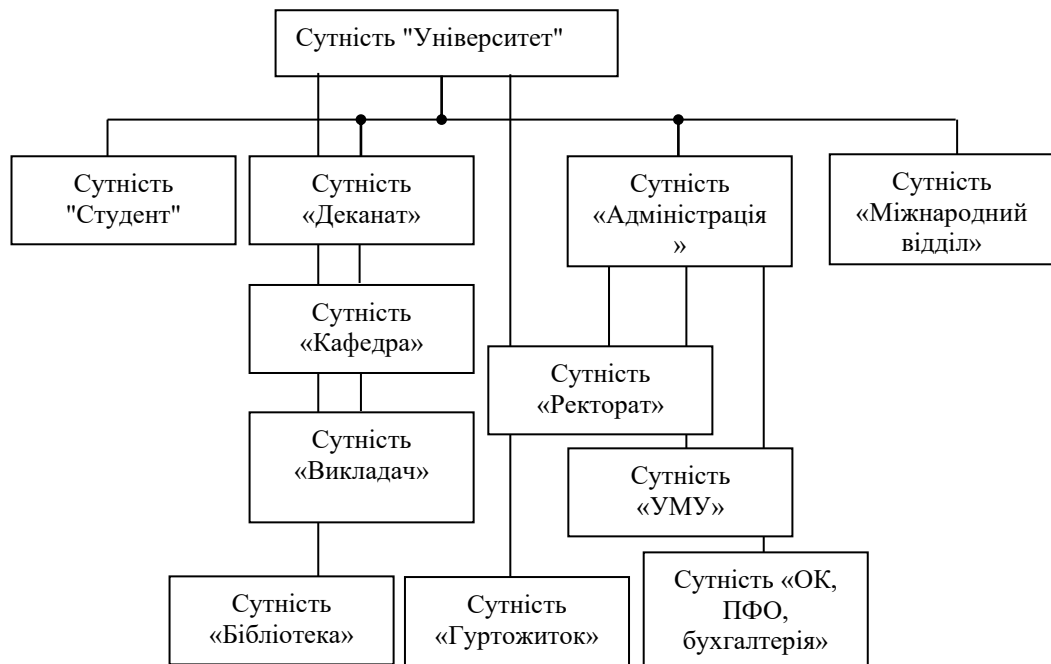 Сутність "Університет"
Сутність
"Студент"
Сутність
«Деканат»
Сутність
«Адміністрація
»
Сутність
«Міжнародний
відділ»
Сутність
«Кафедра»
Сутність
«Ректорат»
Сутність
«Викладач»
Сутність
«УМУ»
Сутність
«Бібліотека»
Сутність
«Гуртожиток»
Сутність «ОК,
ПФО,
бухгалтерія»